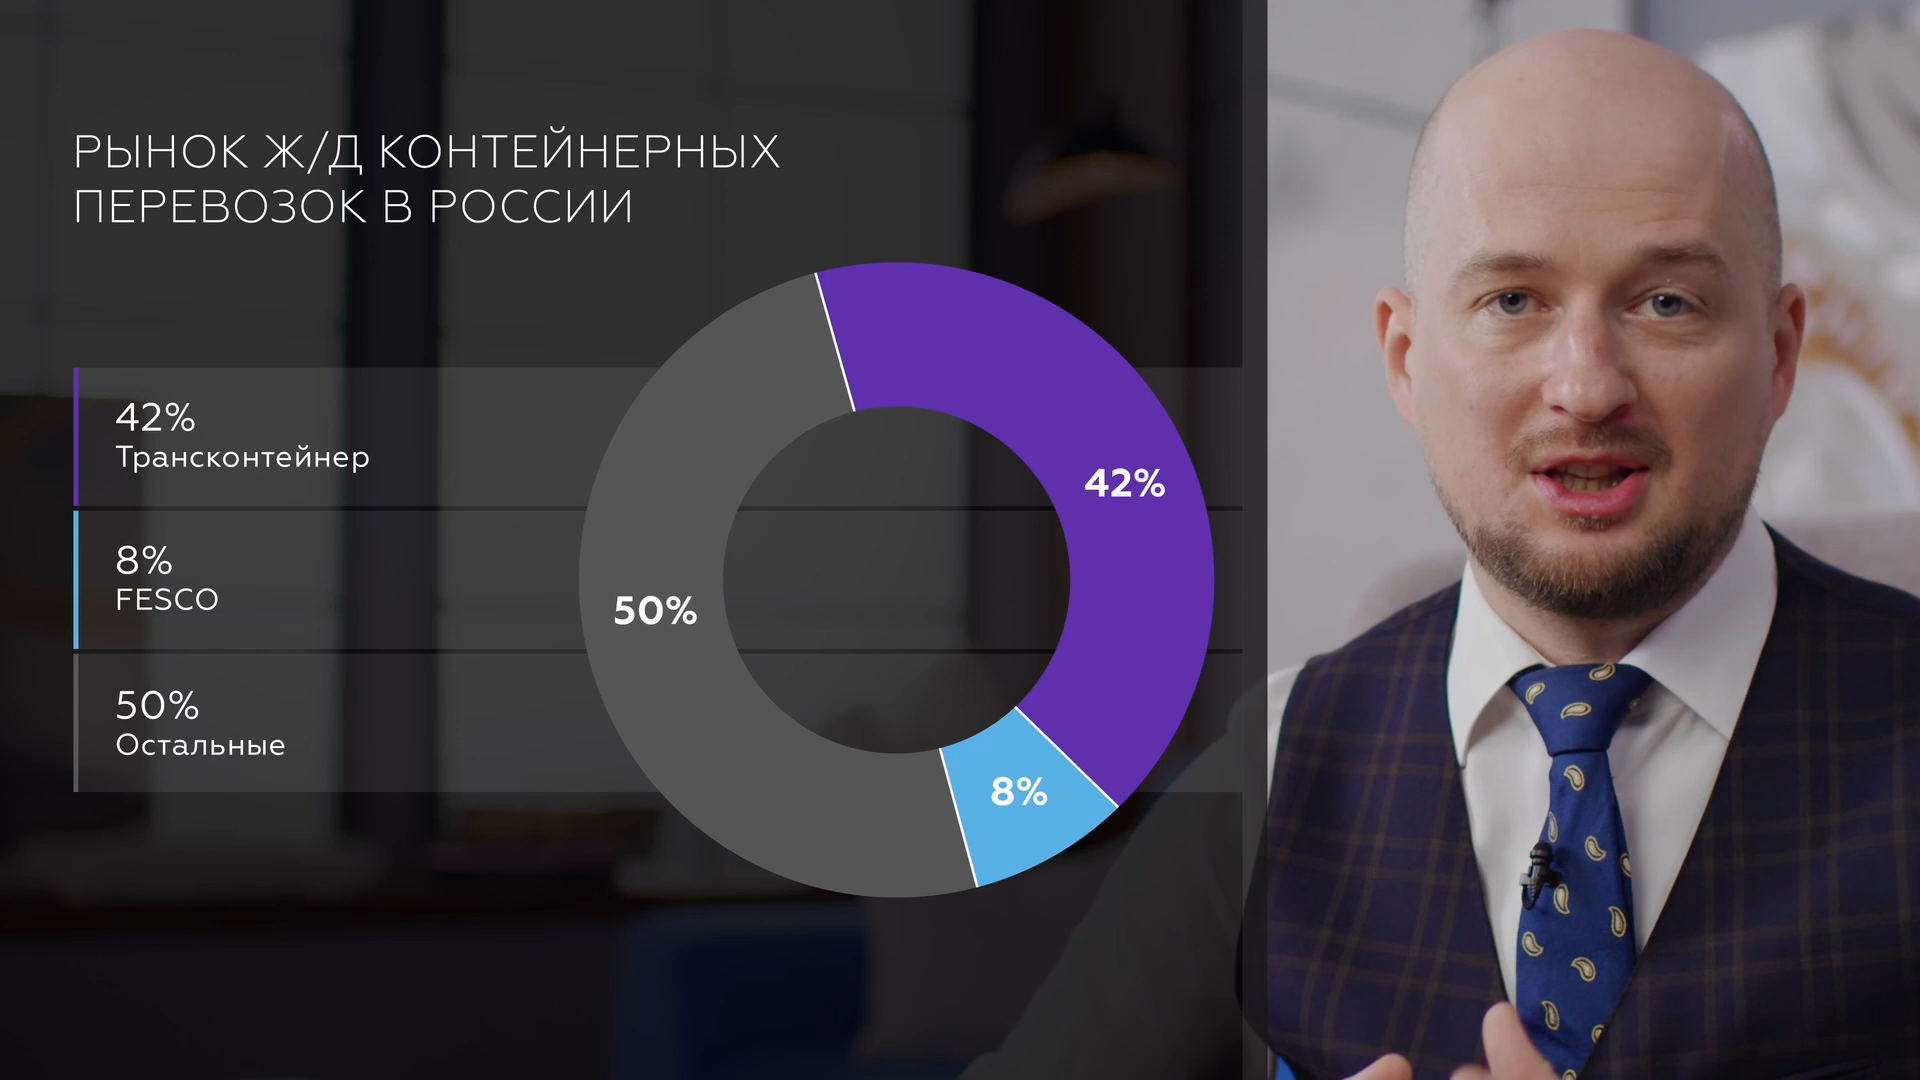 РЫНОК Ж/Д КОНТЕЙНЕРНЫХ
ПЕРЕВОЗОК В РОССИИ
42%
Трансконтейнер
8%
FESCO
50%
Остальные
42%
50%
8%